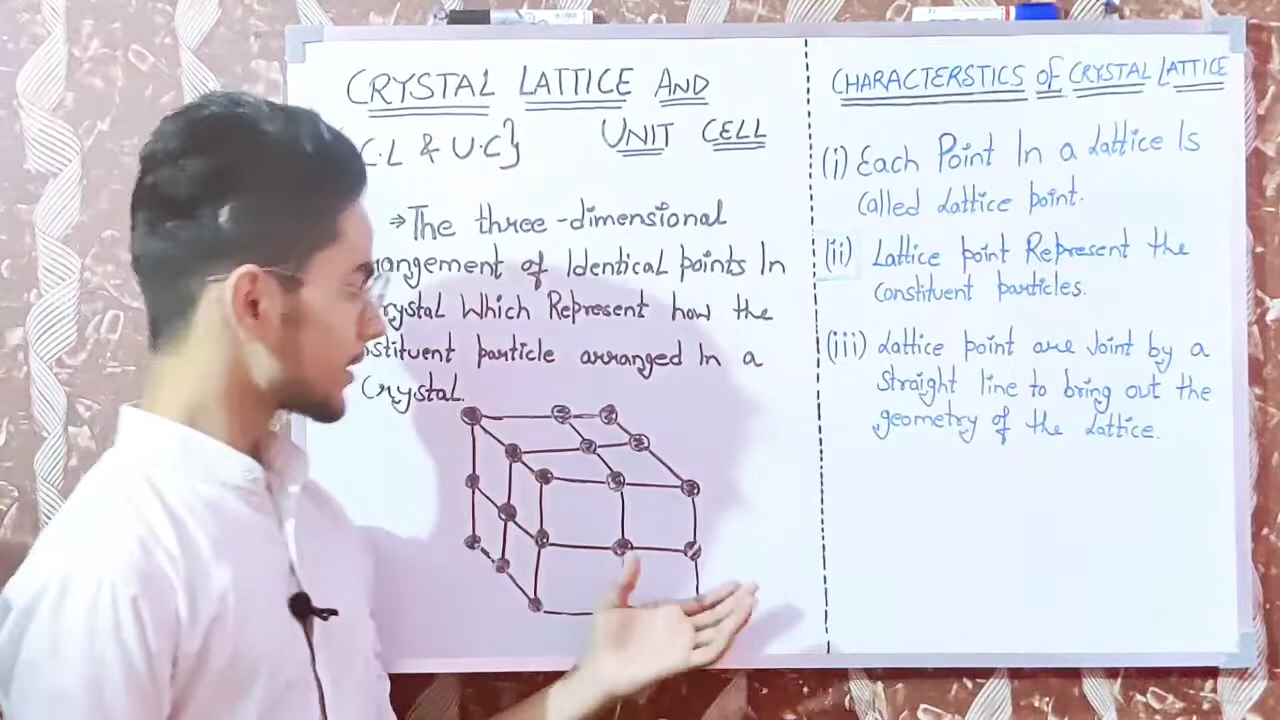 CRYSTAL LATTICE AND
UNIT CELL
C.L & U.C}
⇒The three-dimensional
of Identical points In
Which Represent how the
particle arranged In a
Crystal.
CHARACTERSTICS of CRYSTAL LATTICE
(i) Each Point In a Lattice Is
Called Lattice point.
(ii) Lattice point Represent the
Constituent particles.
(iii) Lattice point are Joint by a
Straight line to bring out the
geometry of the Lattice.